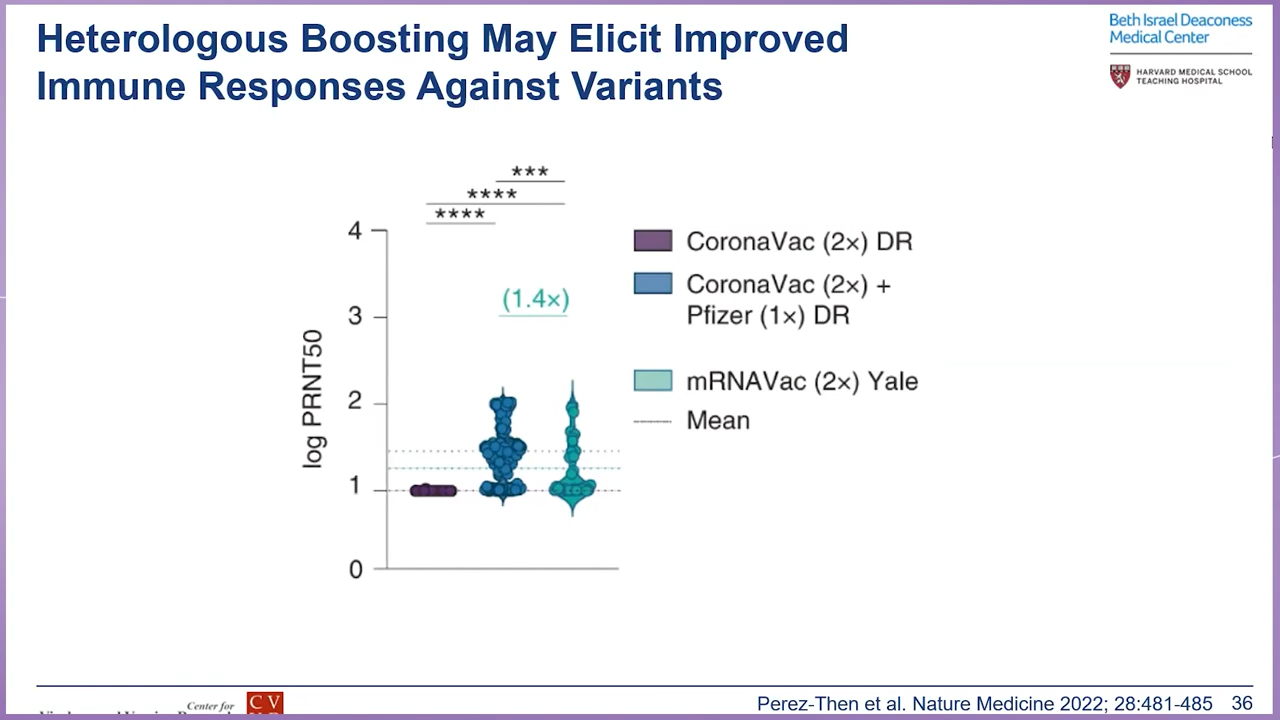 Heterologous Boosting May Elicit Improved
Immune Responses Against Variants
Beth Israel Deaconess
Medical Center
HARVARD MEDICAL SCHOOL
TEACHING HOSPITAL
***
****
****
4
3
2
1
0
log PRNT50
(1.4×)
CoronaVac (2×) DR
CoronaVac (2×) +
Pfizer (1×) DR
mRNAVac (2×) Yale
Mean
Center for
C V
Perez-Then et al. Nature Medicine 2022; 28:481-485
36